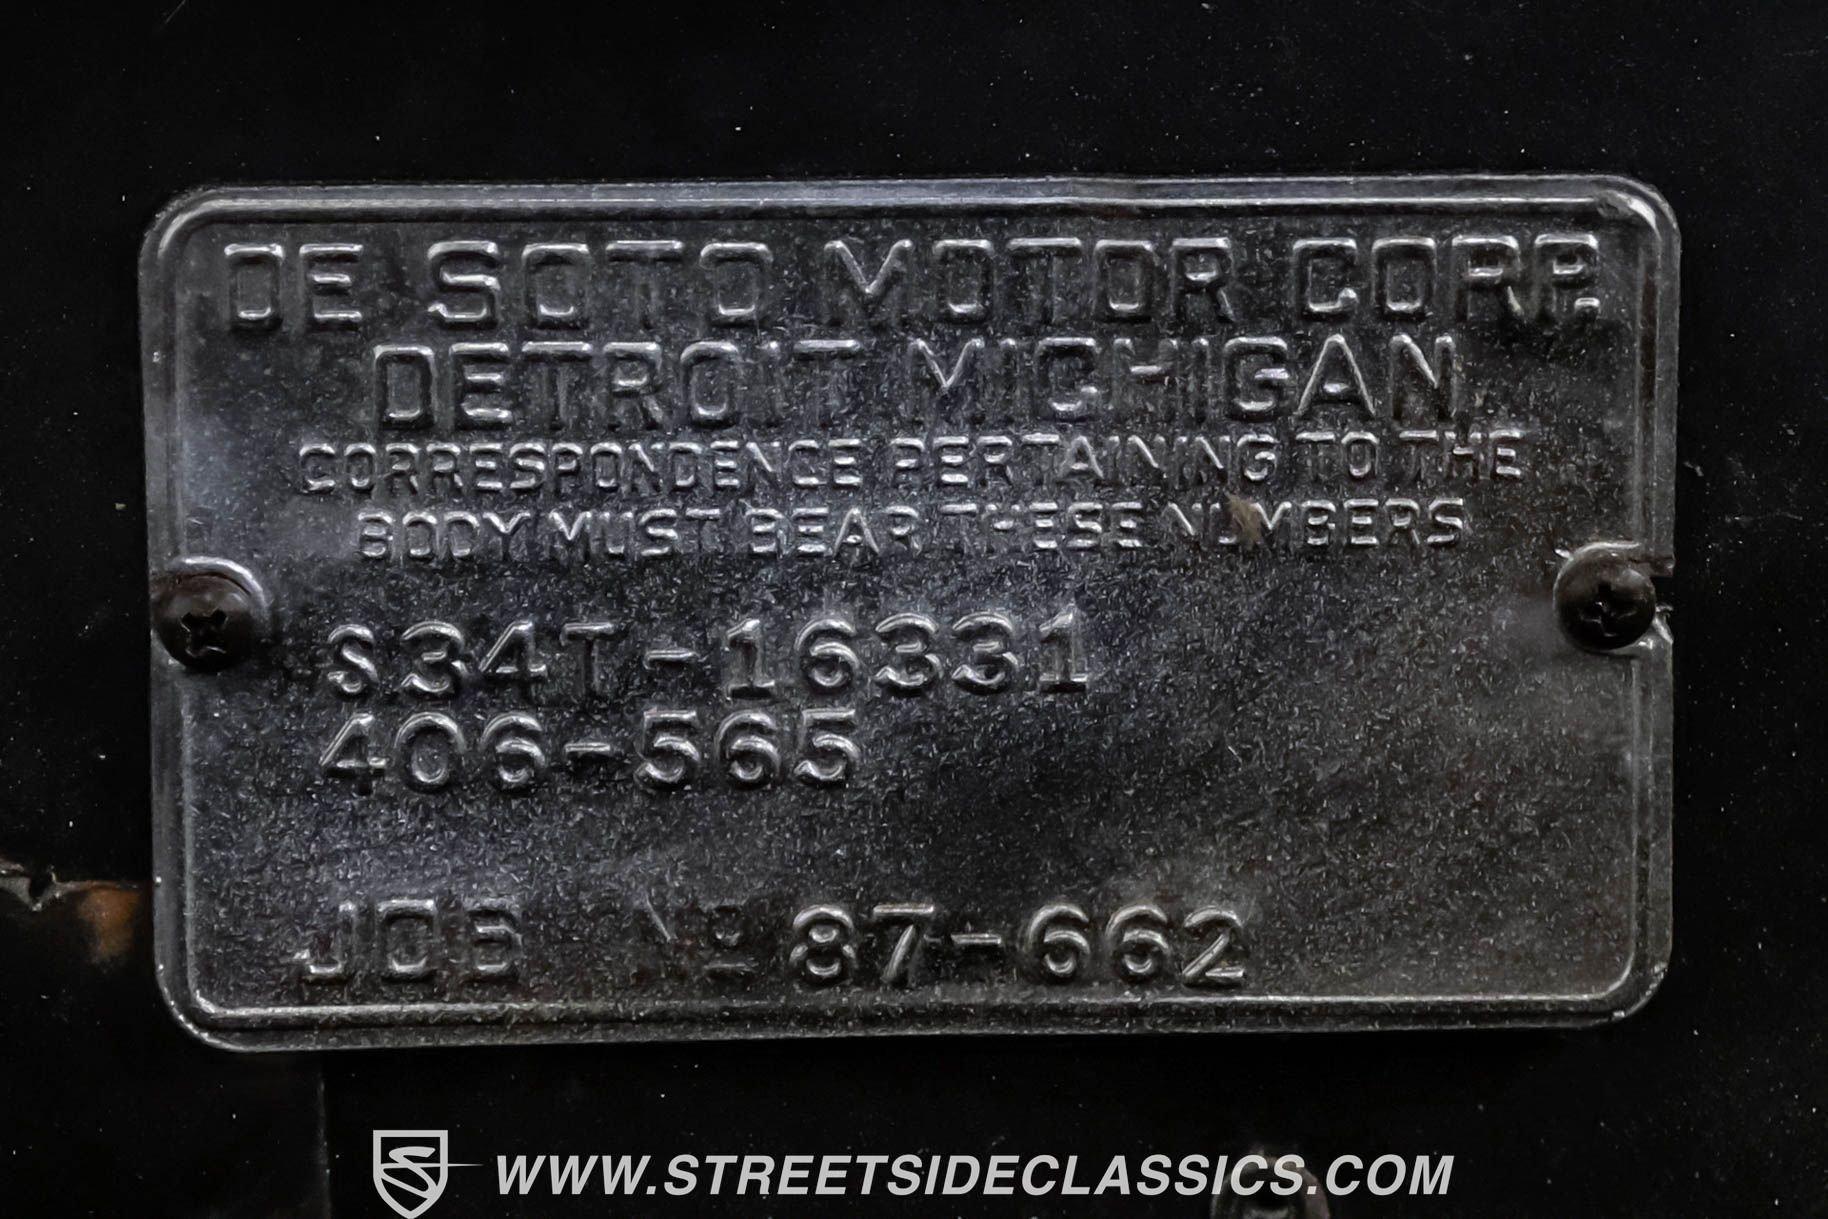 DE SOTO MOTOR CORP.
DETROIT MICHIGAN
CORRESPONDENCE PERTAINING TO THE
BODY MUST BEAR THESE NUMBERS
S34T-16331
406-565
JOB Nº 87-662
WWW.STREETSIDECLASSICS.COM